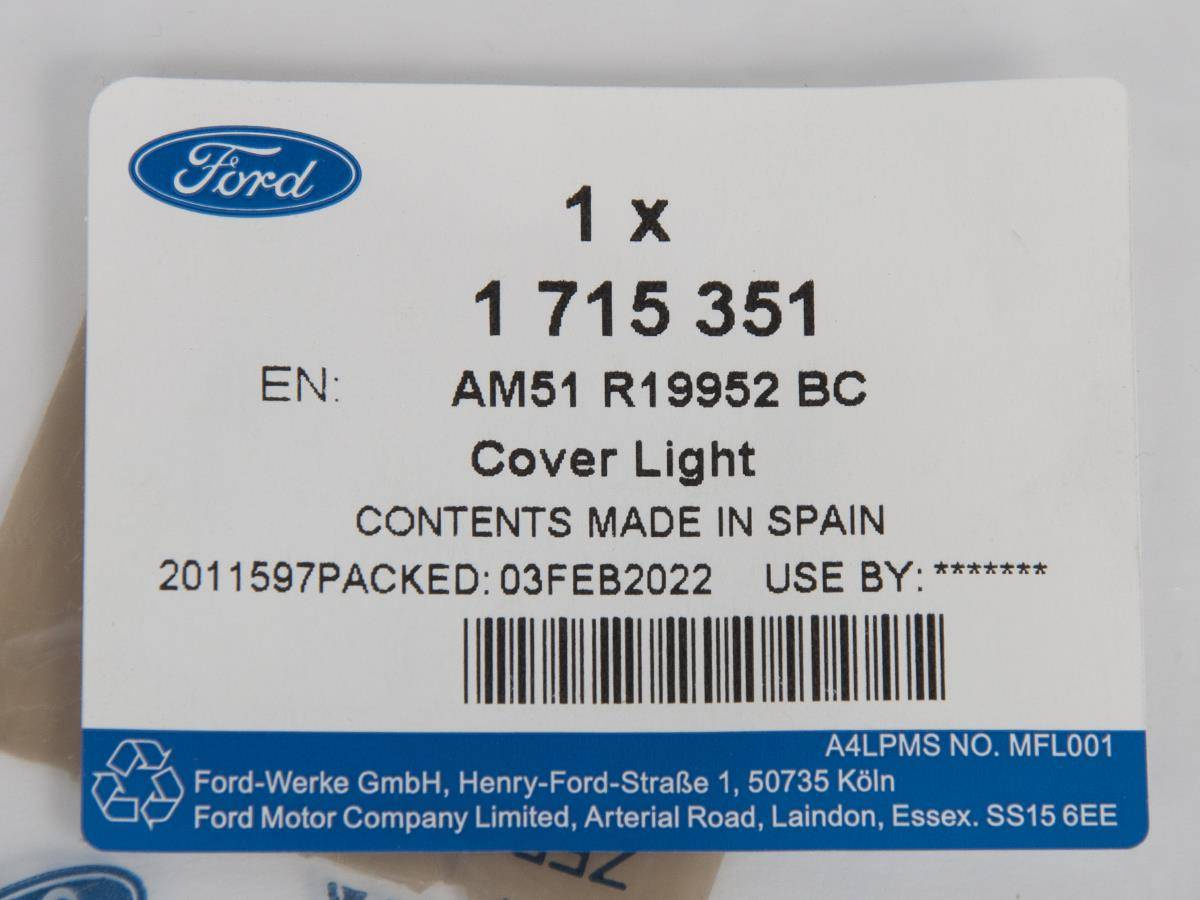 Ford
1 x
1 715 351
EN: AM51 R19952 BC
Cover Light
CONTENTS MADE IN SPAIN
2011597PACKED: 03FEB2022 USE BY: *******
A4LPMS NO. MFL001
Ford-Werke GmbH, Henry-Ford-Straße 1, 50735 Köln
Ford Motor Company Limited, Arterial Road, Laindon, Essex. SS15 6EE